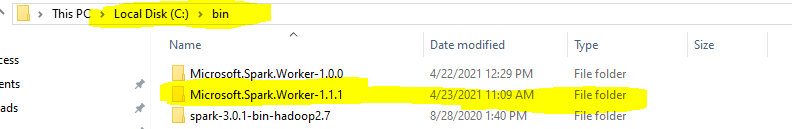 This PC > Local Disk (C:) > bin
Name Date modified Type Size
cess
Microsoft.Spark.Worker-1.0.0 4/22/2021 12:29 PM File folder
ents
Microsoft.Spark.Worker-1.1.1 4/23/2021 11:09 AM File folder
ads
spark-3.0.1-bin-hadoop2.7 8/28/2020 1:40 PM File folder